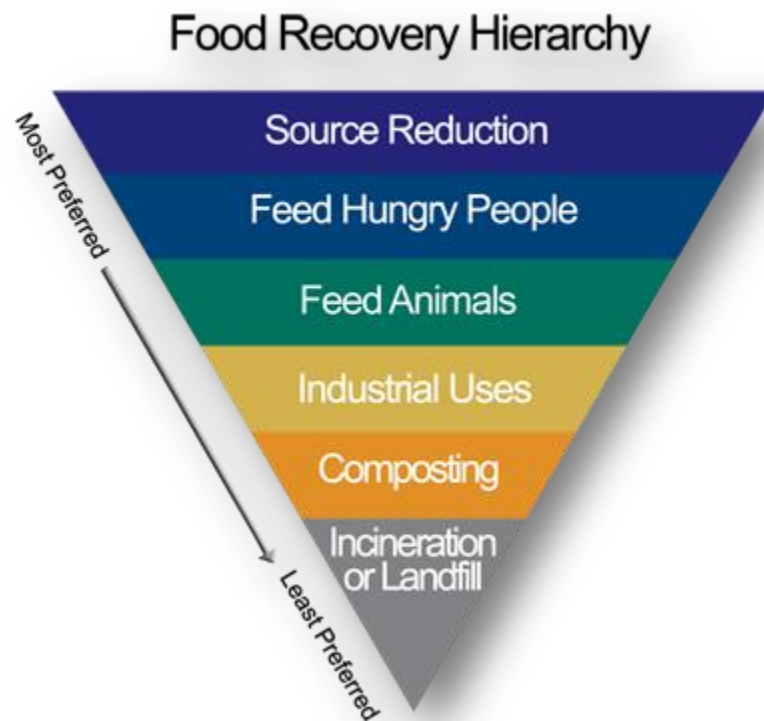 Food Recovery Hierarchy
Most Preferred
Source Reduction
Feed Hungry People
Feed Animals
Industrial Uses
Composting
Incineration
or Landfill
Least Preferred